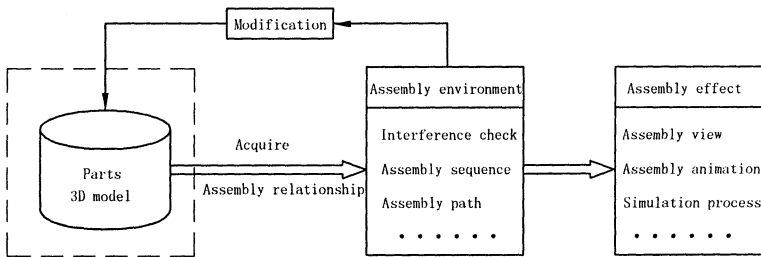 Modification
Parts
3D model
Acquire
Assembly relationship
Assembly environment
Interference check
Assembly sequence
Assembly path
• • • • • •
Assembly effect
Assembly view
Assembly animation
Simulation process
• • • • • •